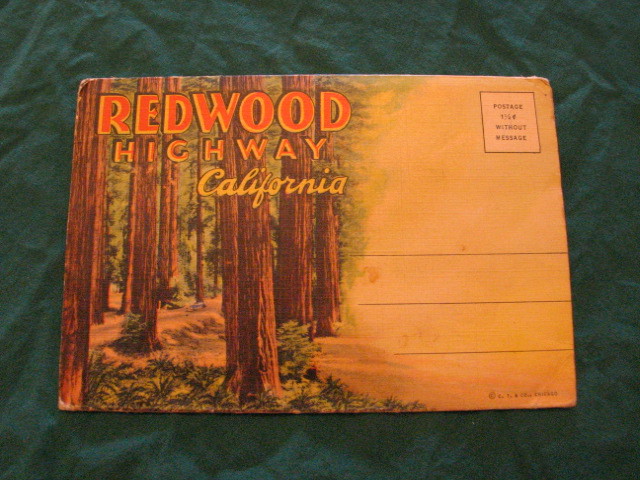 REDWOOD
HIGHWAY
California
POSTAGE
1½¢
WITHOUT
MESSAGE